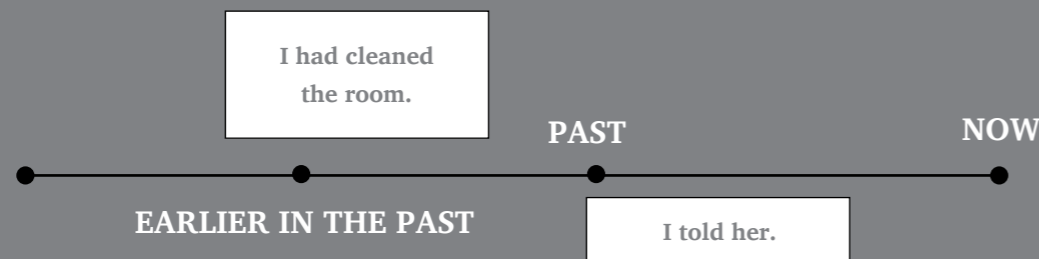 I had cleaned
the room.
PAST
NOW
EARLIER IN THE PAST
I told her.